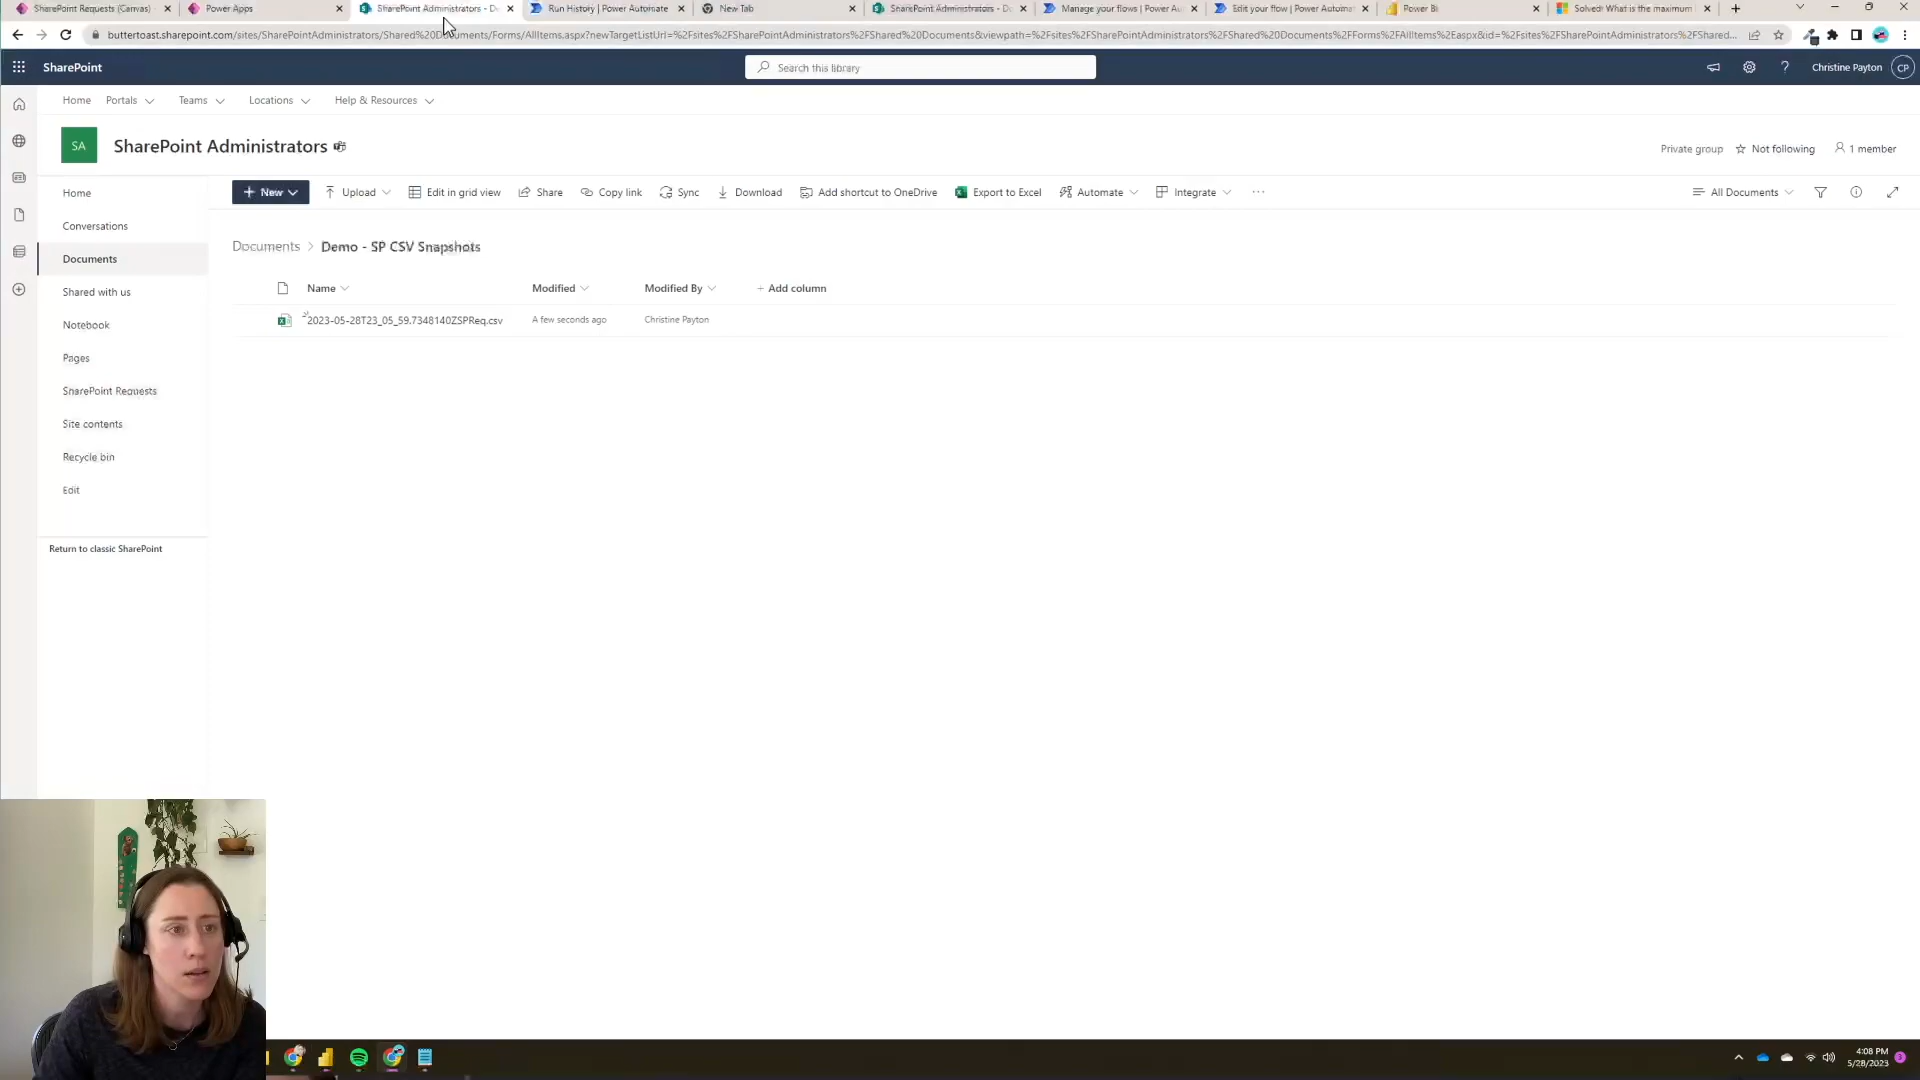 SharePoint Requests (Canvas)
Power Apps
SharePoint Administrators - Do
Run History | Power Automate
New Tab
SharePoint Administrators - Do
Manage your flows | Power Au
Edit your flow | Power Automat
Power BI
Solved! What is the maximum
buttertoast.sharepoint.com/sites/SharePointAdministrators/Shared%20Documents/Forms/AllItems.aspx?newTargetListUrl=%2Fsites%2FSharePointAdministrators%2FShared%20Documents&viewpath=%2Fsites%2FSharePointAdministrators%2FShared%20Documents%2FForms%2FAllItems%2Easpx&id=%2Fsites%2FSharePointAdministrators%2FShared...
SharePoint
Search this library
Christine Payton
CP
Home
Portals
Teams
Locations
Help & Resources
SA
SharePoint Administrators
Private group
Not following
1 member
Home
Conversations
Documents
Shared with us
Notebook
Pages
SharePoint Requests
Site contents
Recycle bin
Edit
Return to classic SharePoint
+ New
Upload
Edit in grid view
Share
Copy link
Sync
Download
Add shortcut to OneDrive
Export to Excel
Automate
Integrate
...
All Documents
Documents > Demo - SP CSV Snapshots
Name
Modified
Modified By
+ Add column
2023-05-28T23_05_59.7348140ZSPReq.csv
A few seconds ago
Christine Payton
4:08 PM
5/28/2023
3